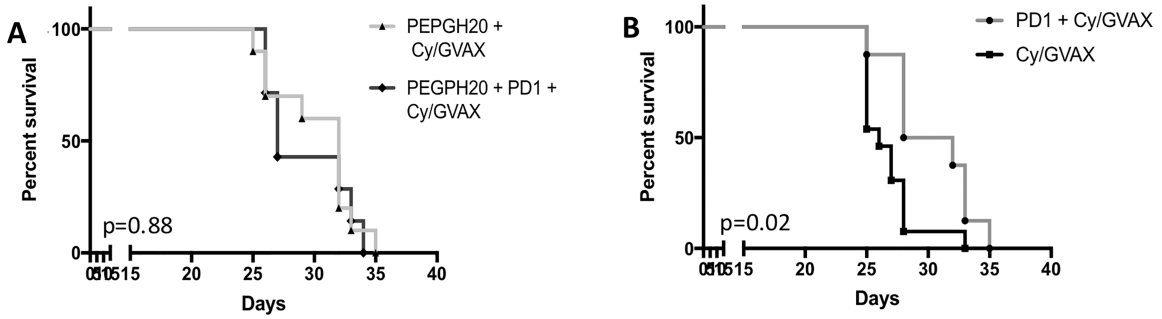 A
100
50
0
Percent survival
PEPGH20 +
Cy/GVAX
PEGPH20 + PD1 +
Cy/GVAX
p=0.88
15 20 25 30 35 40
Days
B
100
50
0
Percent survival
PD1 + Cy/GVAX
Cy/GVAX
p=0.02
15 20 25 30 35 40
Days